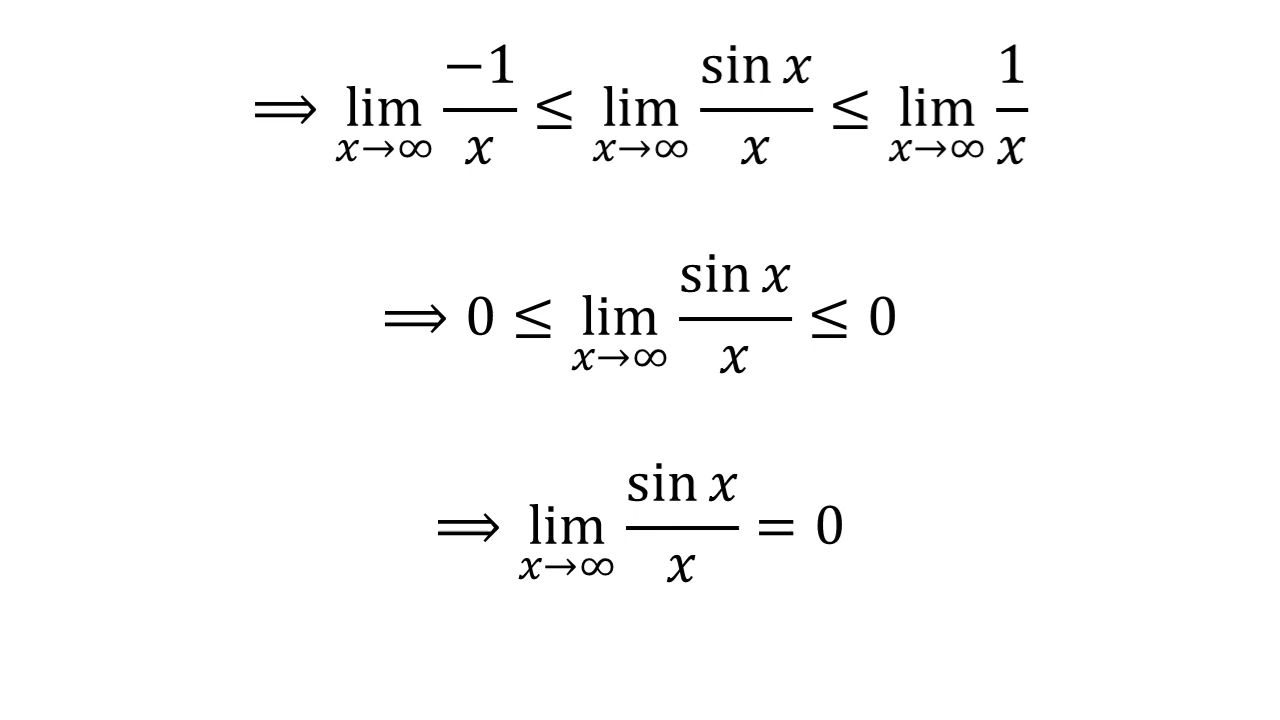 ⟹ lim_{x→∞} −1/x ≤ lim_{x→∞} sin x/x ≤ lim_{x→∞} 1/x
⟹ 0 ≤ lim_{x→∞} sin x/x ≤ 0
⟹ lim_{x→∞} sin x/x = 0